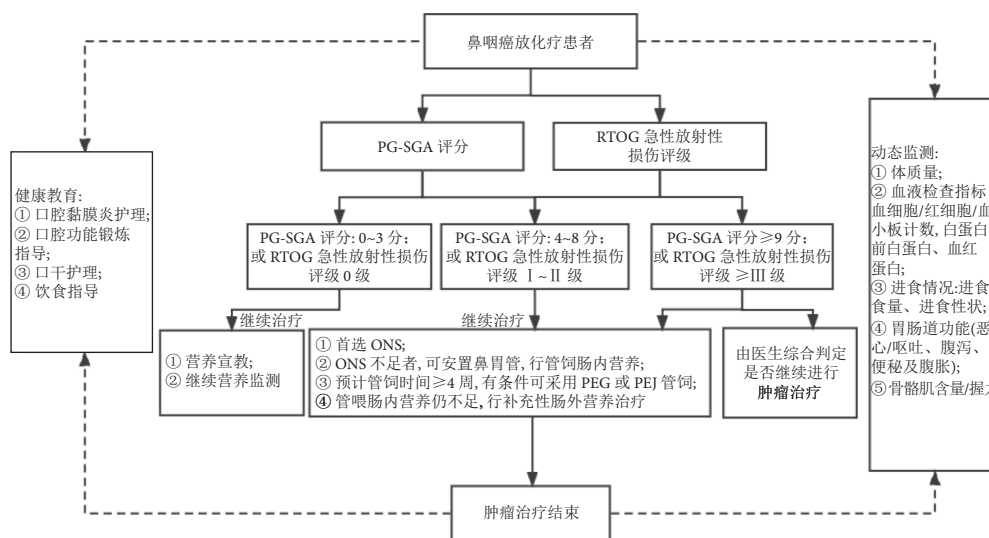 鼻咽癌放化疗患者
PG-SGA 评分
RTOG 急性放射性
损伤评级
健康教育:
① 口腔黏膜炎护理;
② 口腔功能锻炼
指导;
③ 口干护理;
④ 饮食指导
PG-SGA 评分: 0~3 分;
或 RTOG 急性放射性损伤
评级 0 级
PG-SGA 评分: 4~8 分;
或 RTOG 急性放射性损伤
评级 Ⅰ~Ⅱ 级
PG-SGA 评分≥9 分;
或 RTOG 急性放射性损伤
评级 ≥Ⅲ级
动态监测:
① 体质量;
② 血液检查指标
血细胞/红细胞/血
小板计数, 白蛋白
前白蛋白、血红
蛋白;
③ 进食情况:进食
食量、进食性状;
④ 胃肠道功能(恶
心/呕吐、腹泻、
便秘及腹胀);
⑤ 骨骼肌含量/握
继续治疗
继续治疗
① 营养宣教;
② 继续营养监测
① 首选 ONS;
② ONS 不足者, 可安置鼻胃管, 行管饲肠内营养;
③ 预计管饲时间≥4 周, 有条件可采用 PEG 或 PEJ 管饲;
④ 管喂肠内营养仍不足, 行补充性肠外营养治疗
由医生综合判定
是否继续进行
肿瘤治疗
肿瘤治疗结束